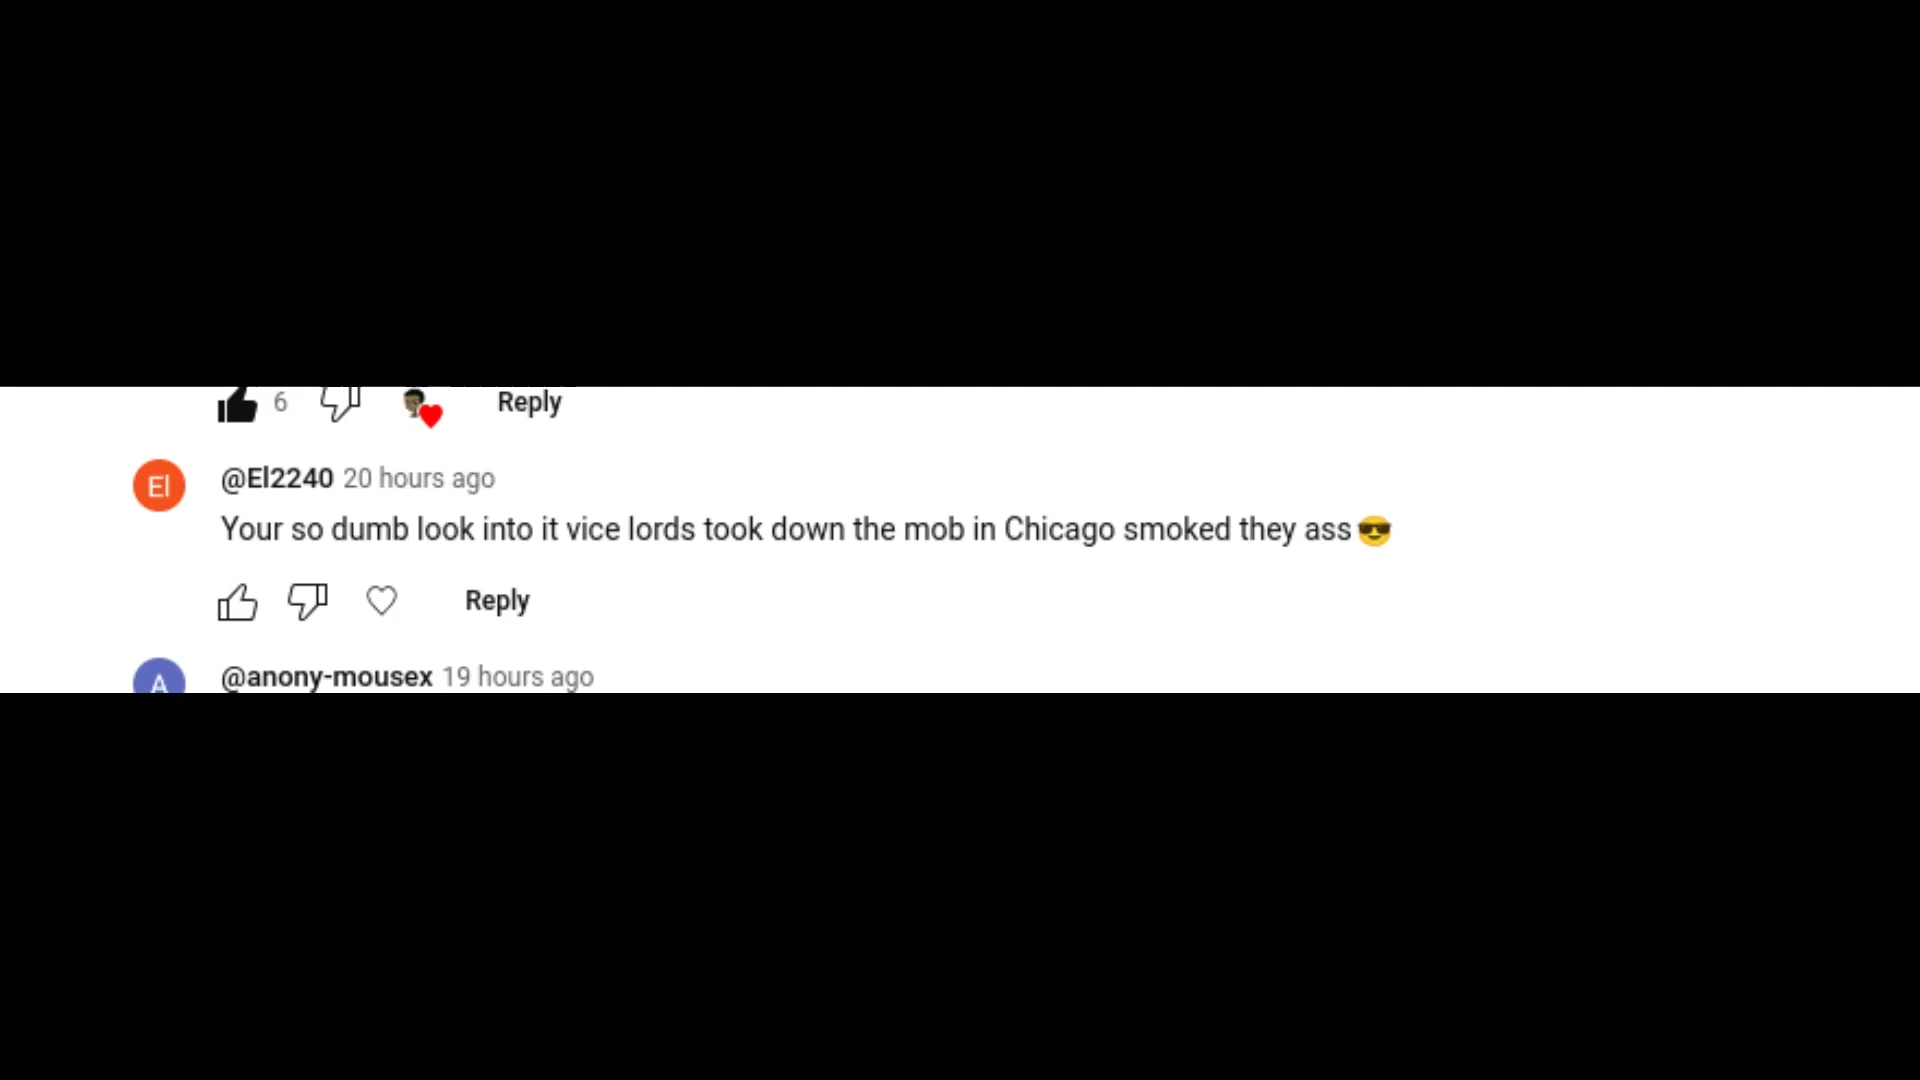 6 Reply
El @El2240 20 hours ago
Your so dumb look into it vice lords took down the mob in Chicago smoked they ass😎
Reply
A @anony-mousex 19 hours ago